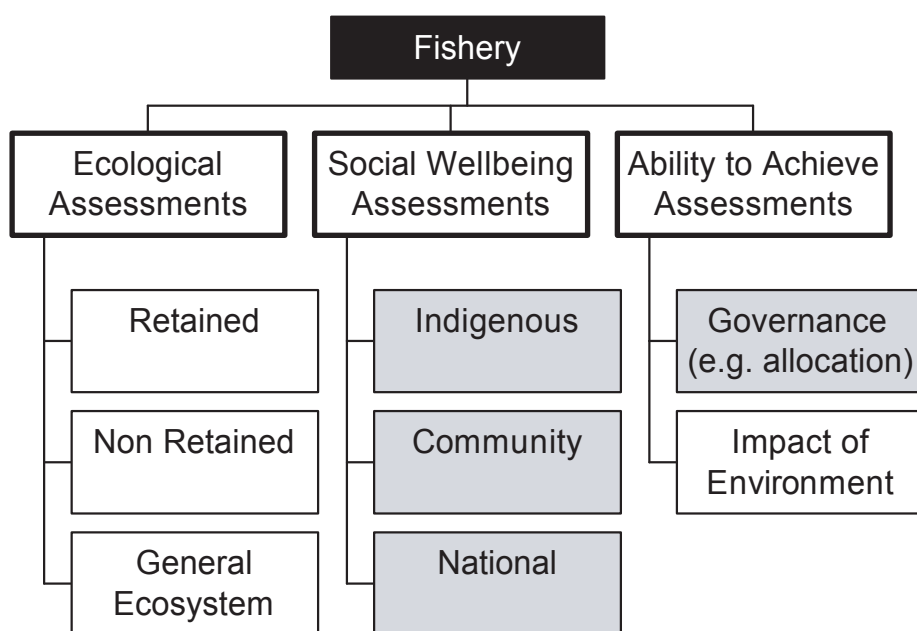 Fishery
Ecological
Assessments
Social Wellbeing
Assessments
Ability to Achieve
Assessments
Retained
Non Retained
General
Ecosystem
Indigenous
Community
National
Governance
(e.g. allocation)
Impact of
Environment